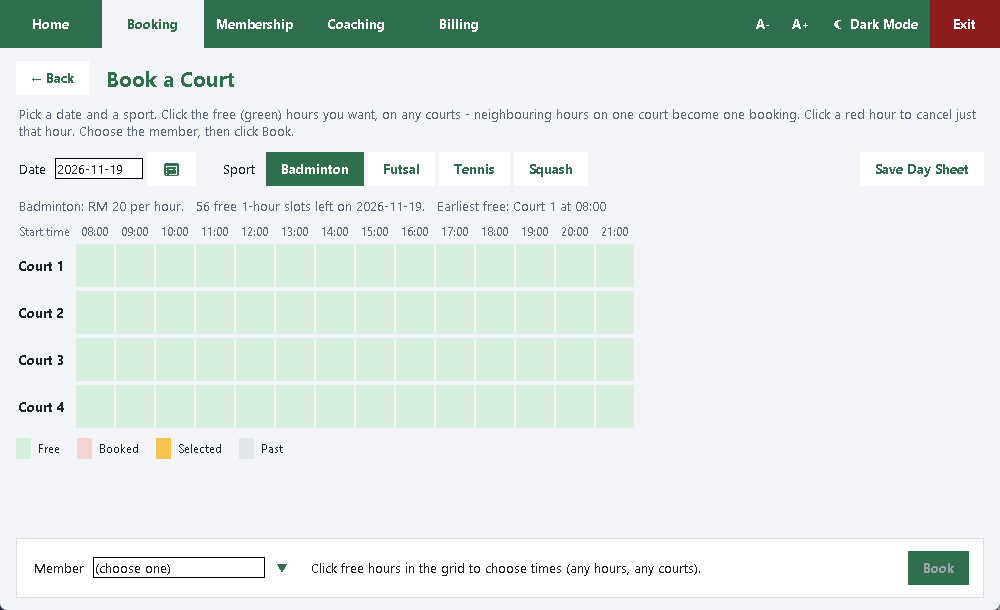 Home Booking Membership Coaching Billing A- A+ ☾ Dark Mode Exit
← Back Book a Court
Pick a date and a sport. Click the free (green) hours you want, on any courts - neighbouring hours on one court become one booking. Click a red hour to cancel just
that hour. Choose the member, then click Book.
Date 2026-11-19 Sport Badminton Futsal Tennis Squash Save Day Sheet
Badminton: RM 20 per hour. 56 free 1-hour slots left on 2026-11-19. Earliest free: Court 1 at 08:00
Start time 08:00 09:00 10:00 11:00 12:00 13:00 14:00 15:00 16:00 17:00 18:00 19:00 20:00 21:00
Court 1
Court 2
Court 3
Court 4
Free Booked Selected Past
Member (choose one) ▼ Click free hours in the grid to choose times (any hours, any courts). Book